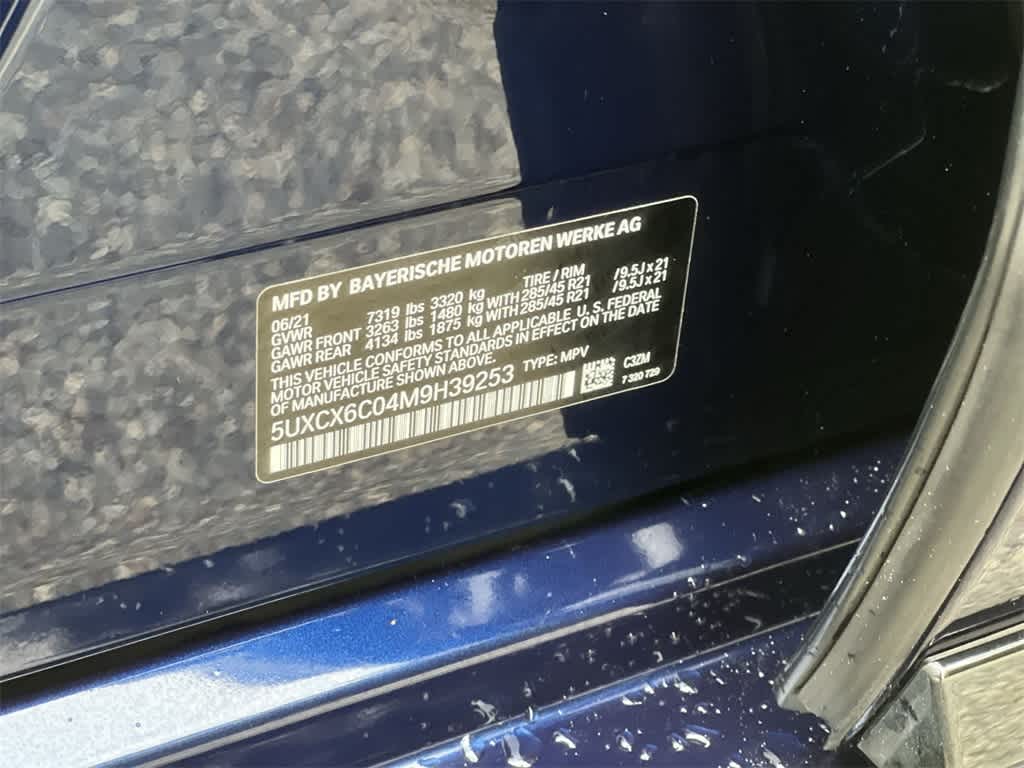 MFD BY BAYERISCHE MOTOREN WERKE AG
06/21 TIRE / RIM
GVWR 7319 lbs 3320 kg
GAWR FRONT 3263 lbs 1480 kg WITH 285/45 R21 /9.5J x 21
GAWR REAR 4134 lbs 1875 kg WITH 285/45 R21 /9.5J x 21
THIS VEHICLE CONFORMS TO ALL APPLICABLE U. S. FEDERAL
MOTOR VEHICLE SAFETY STANDARDS IN EFFECT ON THE DATE
OF MANUFACTURE SHOWN ABOVE.
TYPE: MPV
5UXCX6C04M9H39253
C3ZM
7 320 729